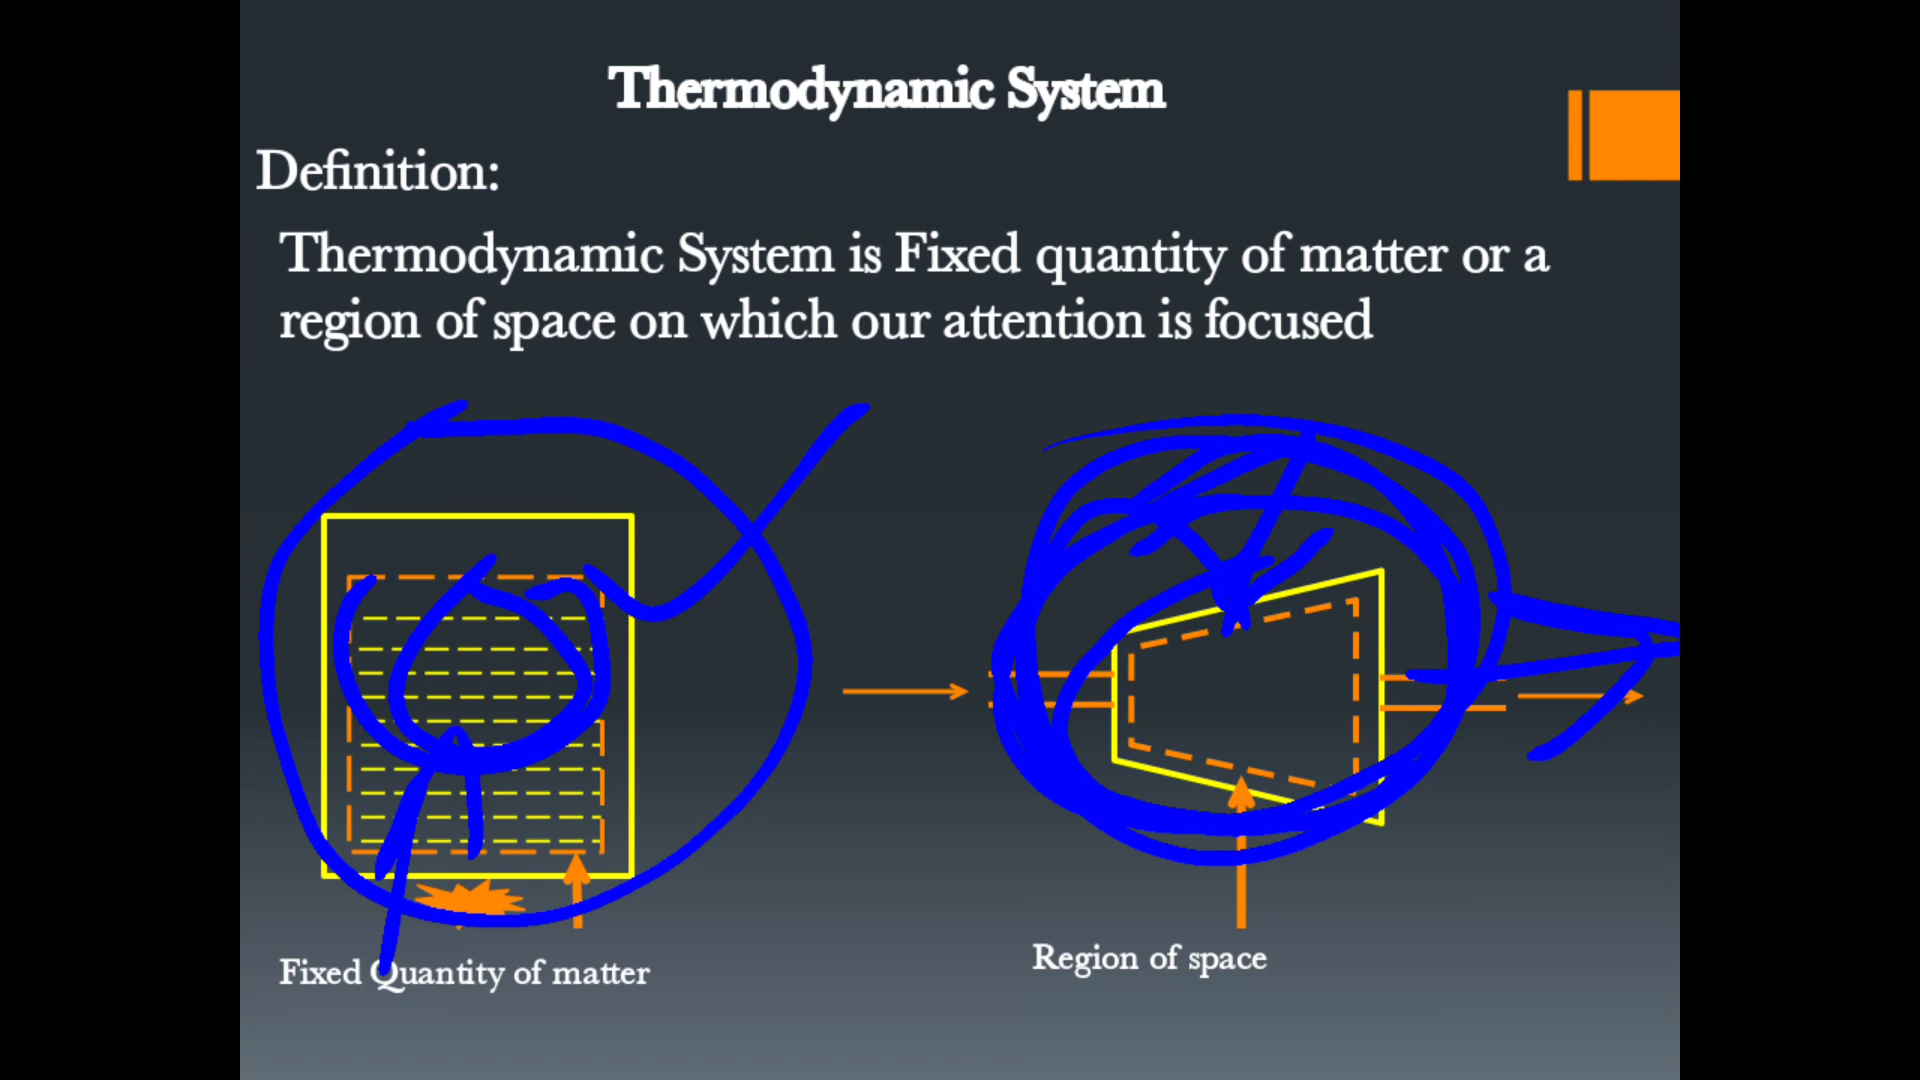 Thermodynamic System
Definition:
Thermodynamic System is Fixed quantity of matter or a
region of space on which our attention is focused
Fixed Quantity of matter
Region of space